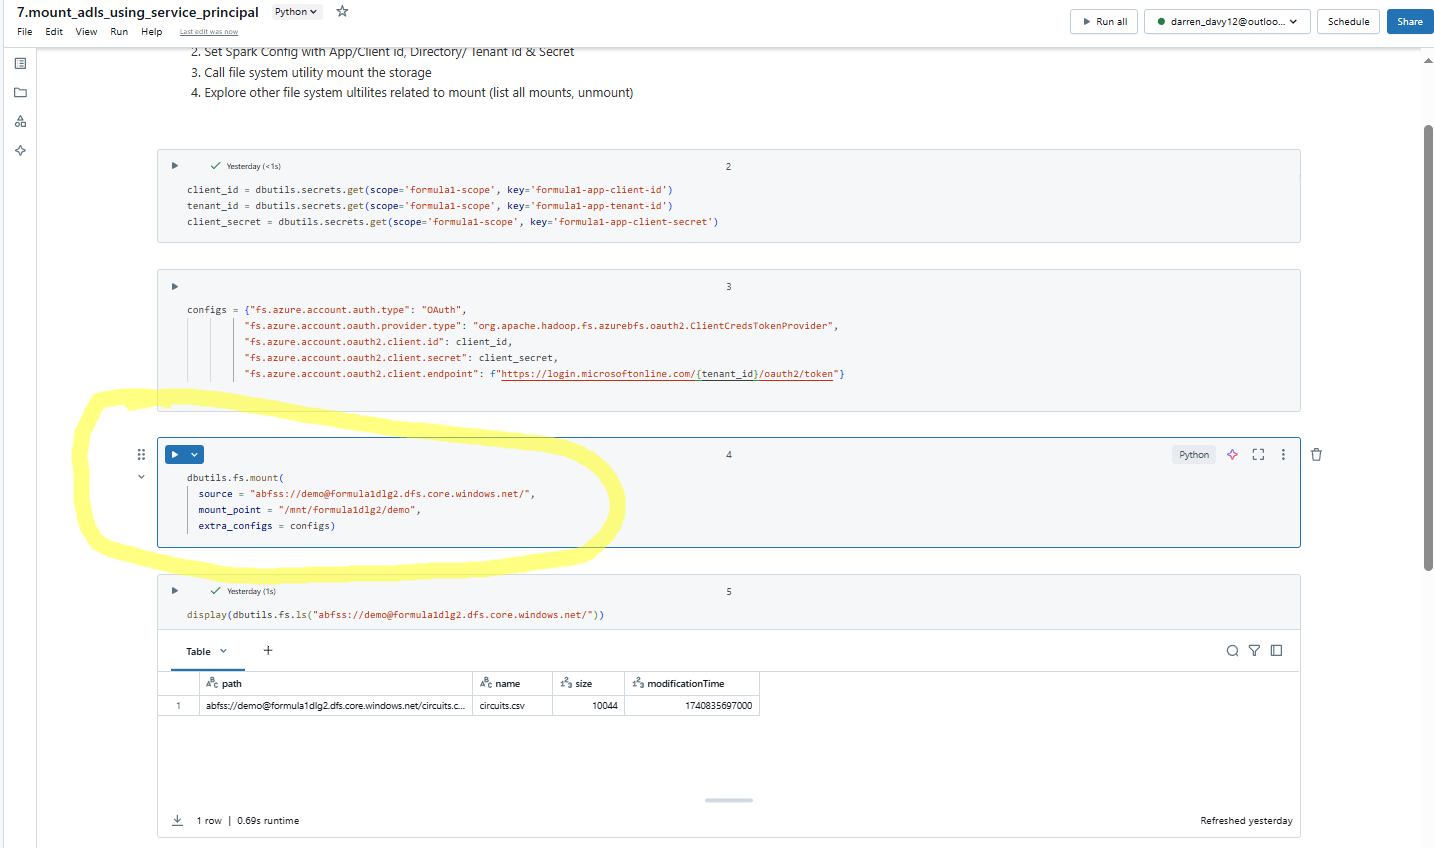 7.mount_adls_using_service_principal Python
File Edit View Run Help Last edit was now
Run all darren_davy12@outloo... Schedule Share
2. Set Spark Config with App/Client id, Directory/ Tenant id & Secret
3. Call file system utility mount the storage
4. Explore other file system ultilites related to mount (list all mounts, unmount)
Yesterday (<1s) 2
client_id = dbutils.secrets.get(scope='formula1-scope', key='formula1-app-client-id')
tenant_id = dbutils.secrets.get(scope='formula1-scope', key='formula1-app-tenant-id')
client_secret = dbutils.secrets.get(scope='formula1-scope', key='formula1-app-client-secret')
3
configs = {"fs.azure.account.auth.type": "OAuth",
"fs.azure.account.oauth.provider.type": "org.apache.hadoop.fs.azurebfs.oauth2.ClientCredsTokenProvider",
"fs.azure.account.oauth2.client.id": client_id,
"fs.azure.account.oauth2.client.secret": client_secret,
"fs.azure.account.oauth2.client.endpoint": f"https://login.microsoftonline.com/{tenant_id}/oauth2/token"}
4 Python
dbutils.fs.mount(
source = "abfss://demo@formula1dlg2.dfs.core.windows.net/",
mount_point = "/mnt/formula1dlg2/demo",
extra_configs = configs)
Yesterday (1s) 5
display(dbutils.fs.ls("abfss://demo@formula1dlg2.dfs.core.windows.net/"))
Table +
ABC path ABC name 123 size 123 modificationTime
1 abfss://demo@formula1dlg2.dfs.core.windows.net/circuits.c... circuits.csv 10044 1740835697000
1 row | 0.69s runtime Refreshed yesterday